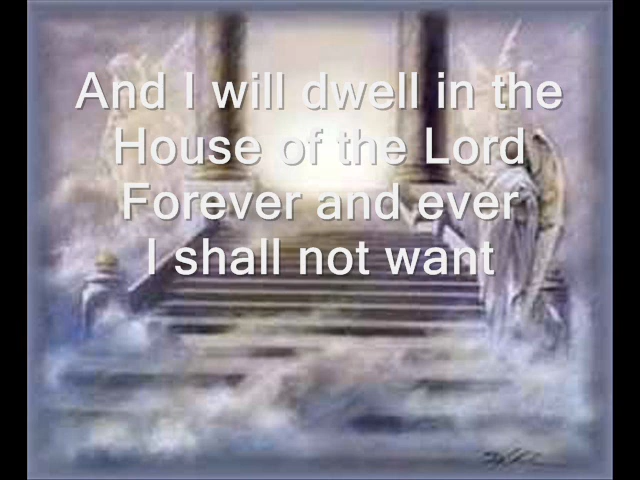 And I will dwell in the
House of the Lord
Forever and ever
I shall not want